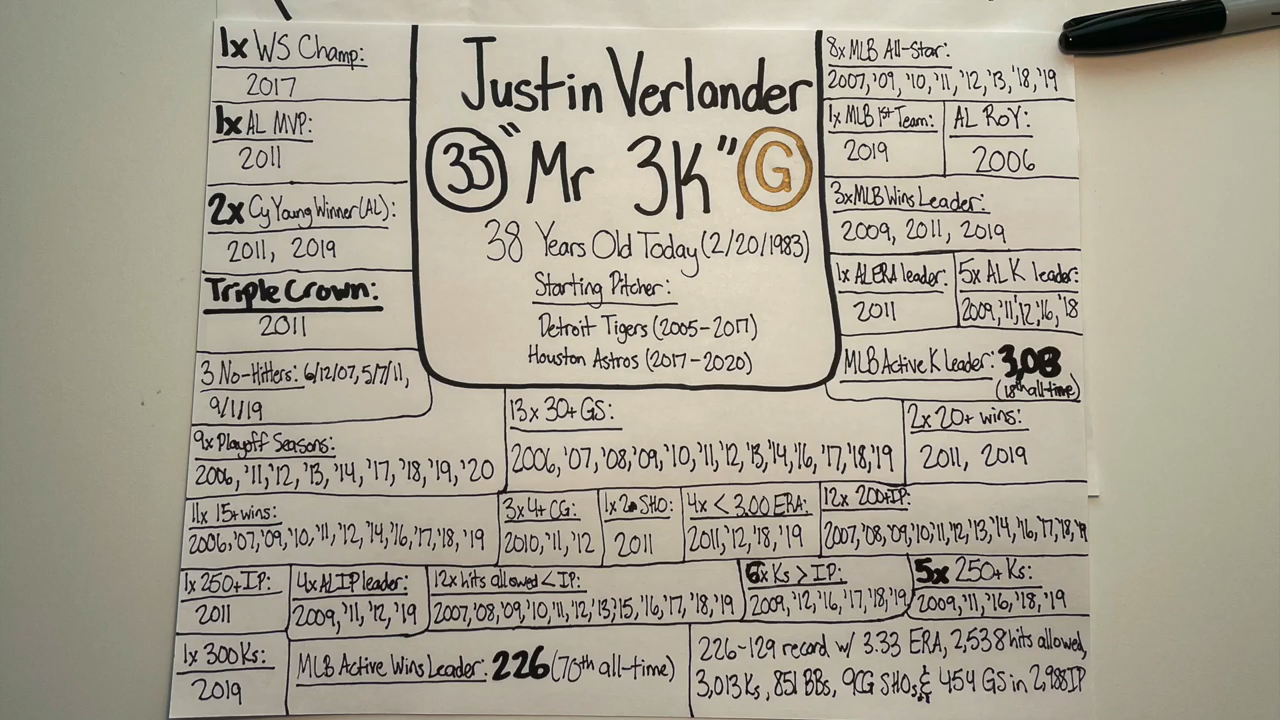 1x WS Champ:
2017
1x AL MVP:
2011
2x Cy Young Winner (AL):
2011, 2019
Triple Crown:
2011
3 No-Hitters: 6/12/07, 5/7/11,
9/1/19
Justin Verlander
35 "Mr 3K" G
38 Years Old Today (2/20/1983)
Starting Pitcher:
Detroit Tigers (2005-2017)
Houston Astros (2017-2020)
8x MLB All-Star:
2007, '09, '10, '11, '12, '13, '18, '19
1x MLB 1st Team:
2019
AL RoY:
2006
3x MLB Wins Leader:
2009, 2011, 2019
1x AL ERA leader:
2011
5x AL K leader:
2009, '11, '12, '16, '18
MLB Active K Leader: 3,013
(18th all-time)
9x Playoff Seasons:
2006, '11, '12, '13, '14, '17, '18, '19, '20
13x 30+ GS:
2006, '07, '08, '09, '10, '11, '12, '13, '14, '16, '17, '18, '19
2x 20+ wins:
2011, 2019
11x 15+ wins:
2006, '07, '09, '10, '11, '12, '14, '16, '17, '18, '19
3x 4+ CG:
2010, '11, '12
1x 2 SHO:
2011
4x < 3.00 ERA:
2011, '12, '18, '19
12x 200+ IP:
2007, '08, '09, '10, '11, '12, '13, '14, '16, '17, '18, '19
1x 250+ IP:
2011
4x AL IP leader:
2009, '11, '12, '19
12x hits allowed < IP:
2007, '08, '09, '10, '11, '12, '13, '15, '16, '17, '18, '19
6x Ks > IP:
2009, '12, '16, '17, '18, '19
5x 250+ Ks:
2009, '11, '16, '18, '19
1x 300 Ks:
2019
MLB Active Wins Leader: 226 (70th all-time)
226-129 record w/ 3.33 ERA, 2,538 hits allowed,
3,013 Ks, 851 BBs, 9 CG SHOs, & 454 GS in 2,988 IP